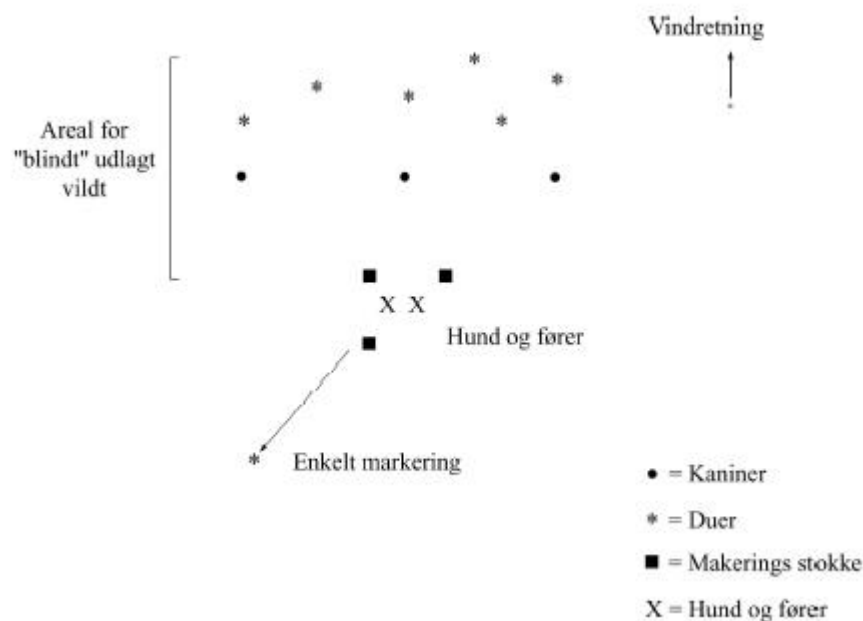 Vindretning
Areal for
"blindt" udlagt
vildt
X X
Hund og fører
Enkelt markering
● = Kaniner
* = Duer
■ = Makerings stokke
X = Hund og fører